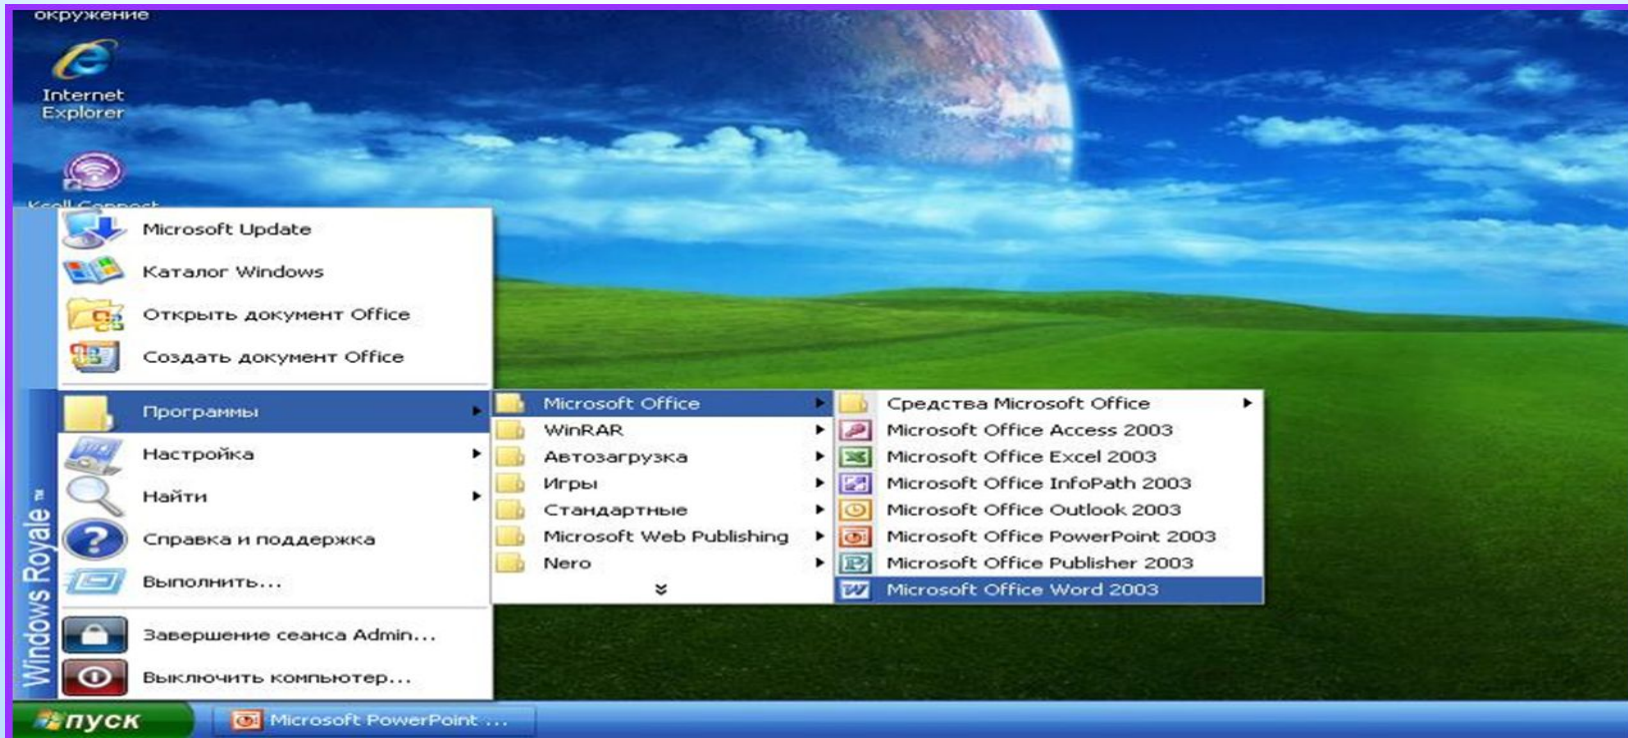 окружение
Internet
Explorer
Kcell Connect
Microsoft Update
Каталог Windows
Открыть документ Office
Создать документ Office
Программы
Настройка
Найти
Справка и поддержка
Выполнить...
Завершение сеанса Admin...
Выключить компьютер...
Windows Royale ™
Microsoft Office
WinRAR
Автозагрузка
Игры
Стандартные
Microsoft Web Publishing
Nero
Средства Microsoft Office
Microsoft Office Access 2003
Microsoft Office Excel 2003
Microsoft Office InfoPath 2003
Microsoft Office Outlook 2003
Microsoft Office PowerPoint 2003
Microsoft Office Publisher 2003
Microsoft Office Word 2003
пуск
Microsoft PowerPoint ...